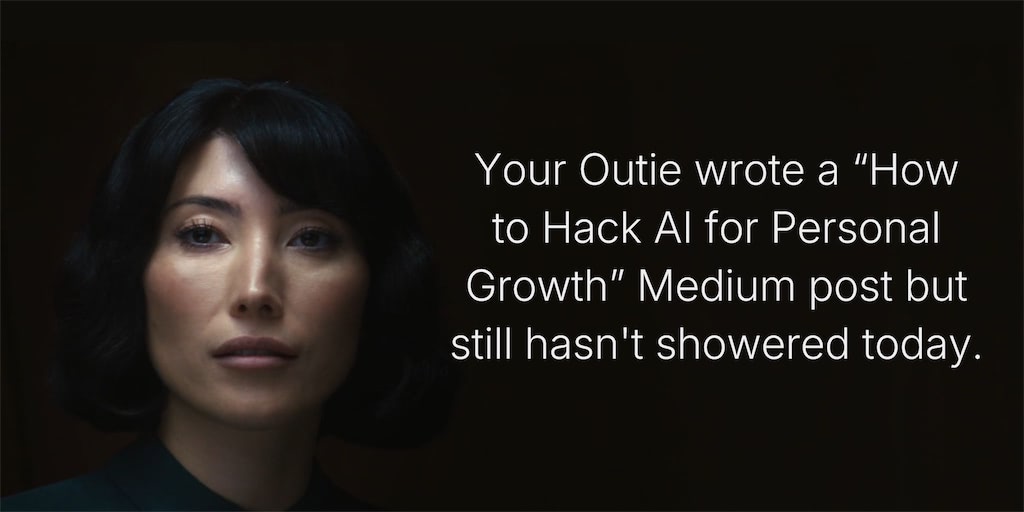 Your Outie wrote a “How
to Hack AI for Personal
Growth” Medium post but
still hasn't showered today.